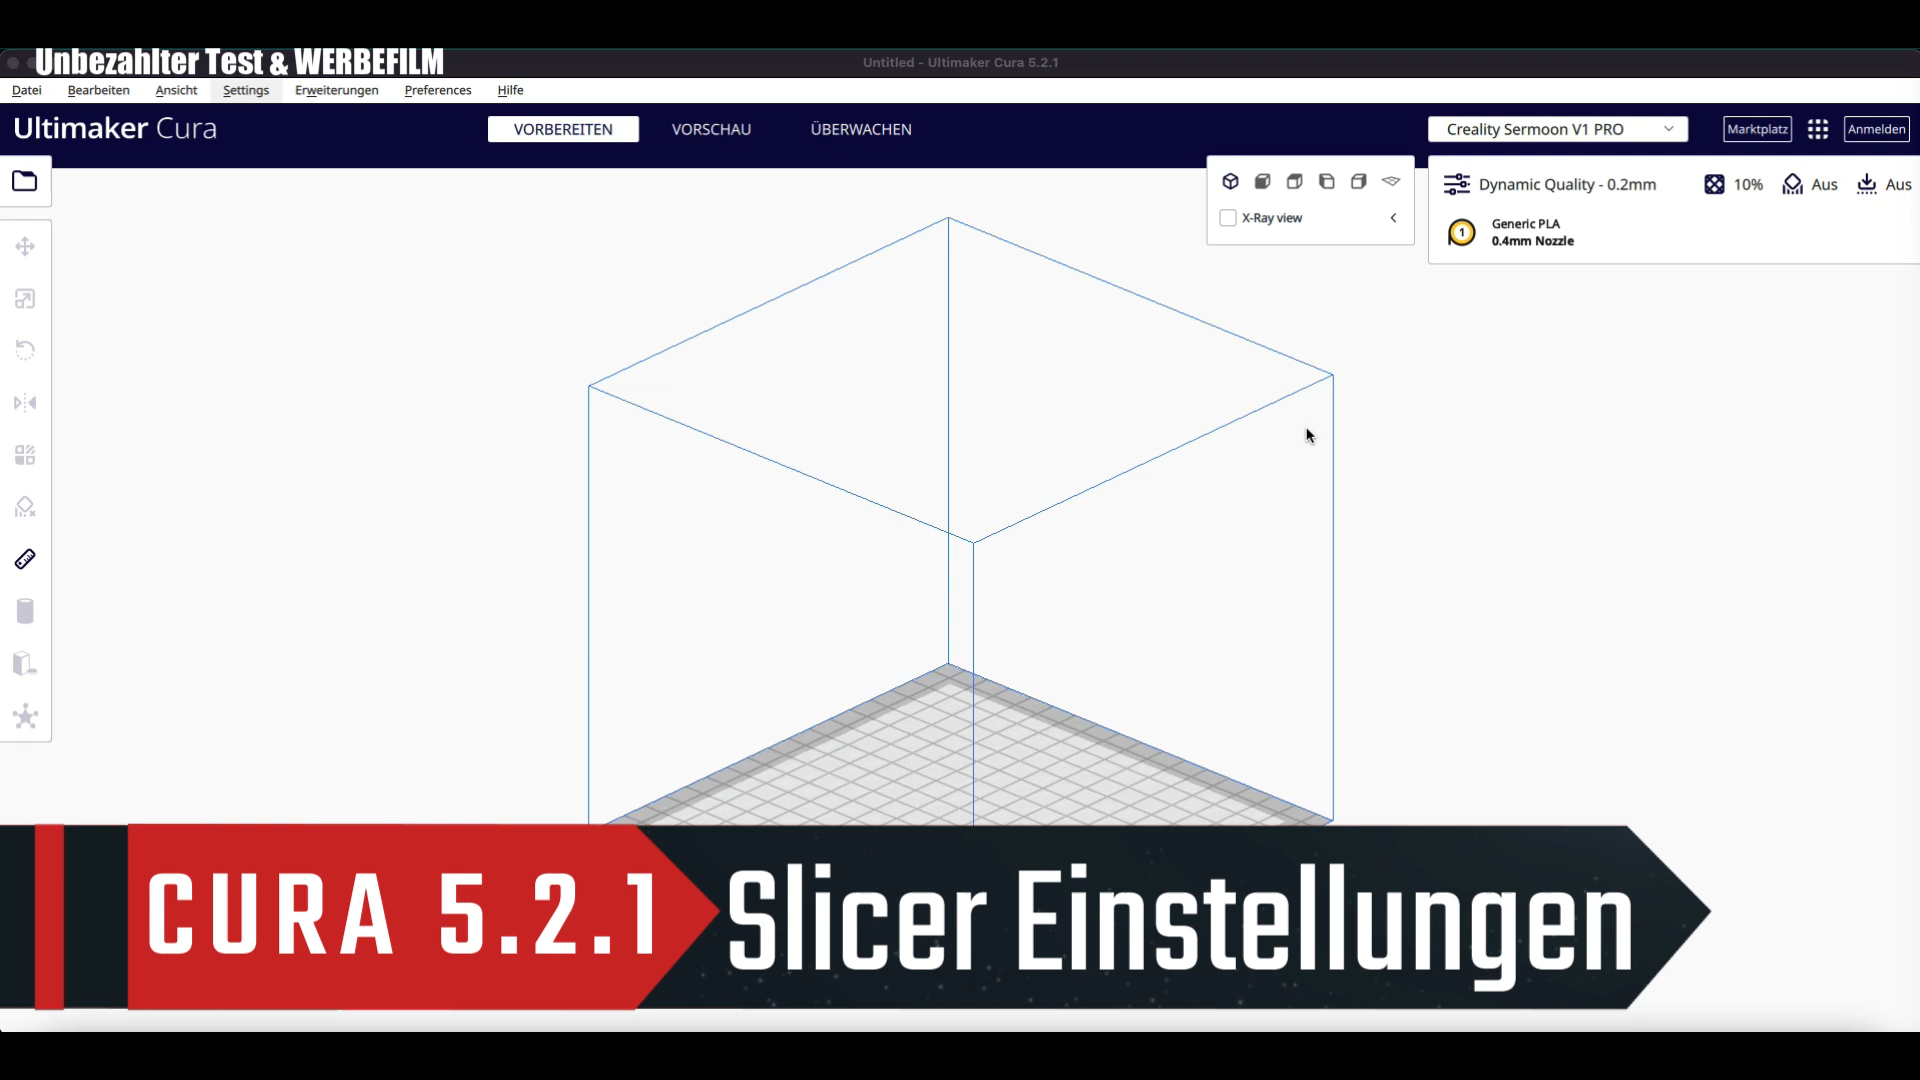 Unbezahlter Test & WERBEFILM
Untitled - Ultimaker Cura 5.2.1
Datei Bearbeiten Ansicht Settings Erweiterungen Preferences Hilfe
Ultimaker Cura
VORBEREITEN VORSCHAU ÜBERWACHEN
Creality Sermoon V1 PRO
Marktplatz
Anmelden
X-Ray view
Dynamic Quality - 0.2mm
10% Aus Aus
1
Generic PLA
0.4mm Nozzle
CURA 5.2.1 Slicer Einstellungen